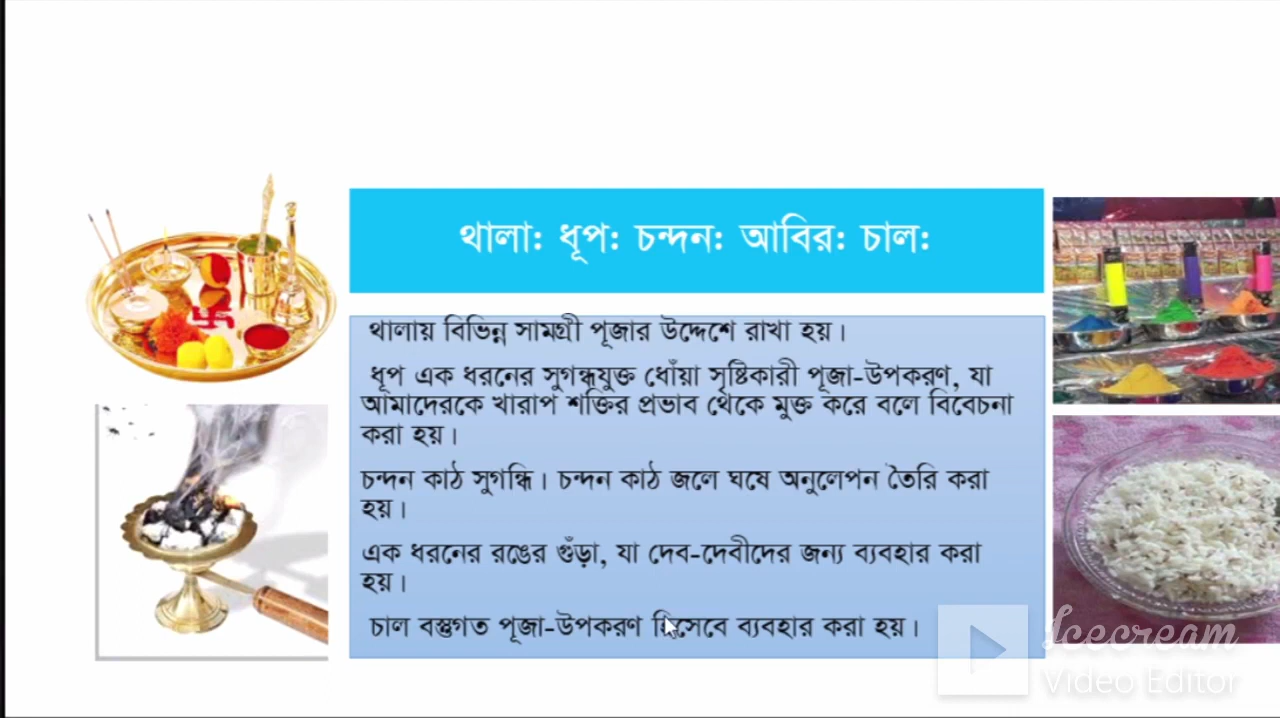 থালা: ধূপ: চন্দন: আবির: চাল:
থালায় বিভিন্ন সামগ্রী পূজার উদ্দেশে রাখা হয়।
ধূপ এক ধরনের সুগন্ধযুক্ত ধোঁয়া সৃষ্টিকারী পূজা-উপকরণ, যা
আমাদেরকে খারাপ শক্তির প্রভাব থেকে মুক্ত করে বলে বিবেচনা
করা হয়।
চন্দন কাঠ সুগন্ধি। চন্দন কাঠ জলে ঘষে অনুলেপন তৈরি করা
হয়।
এক ধরনের রঙের গুঁড়া, যা দেব-দেবীদের জন্য ব্যবহার করা
হয়।
চাল বস্তুগত পূজা-উপকরণ হিসেবে ব্যবহার করা হয়।
Icecream
Video Editor